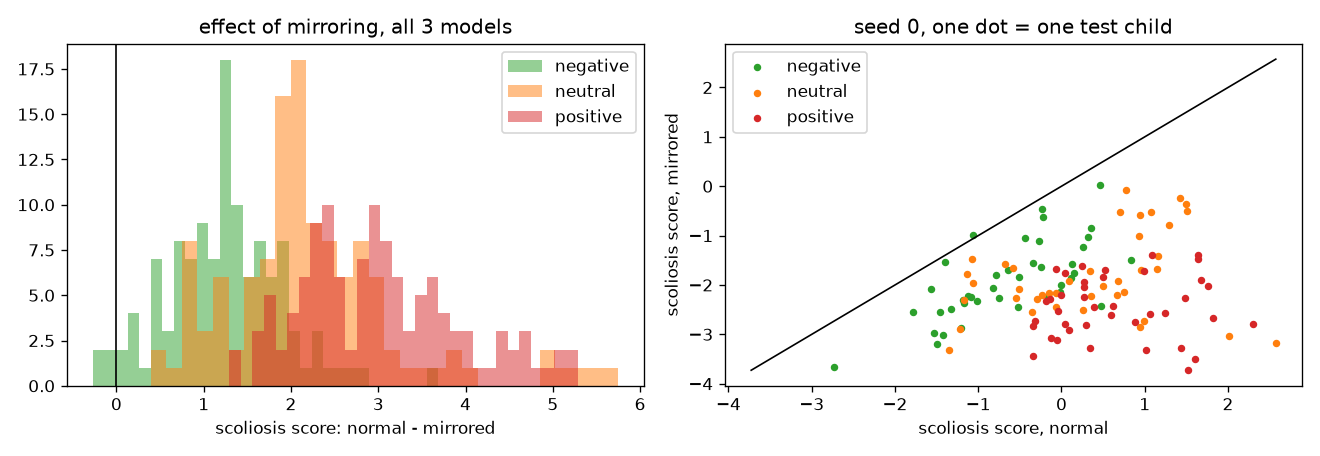 effect of mirroring, all 3 models
17.5
15.0
12.5
10.0
7.5
5.0
2.5
0.0
negative
neutral
positive
0 1 2 3 4 5 6
scoliosis score: normal - mirrored
seed 0, one dot = one test child
scoliosis score, mirrored
2
1
0
−1
−2
−3
−4
negative
neutral
positive
−4 −3 −2 −1 0 1 2
scoliosis score, normal